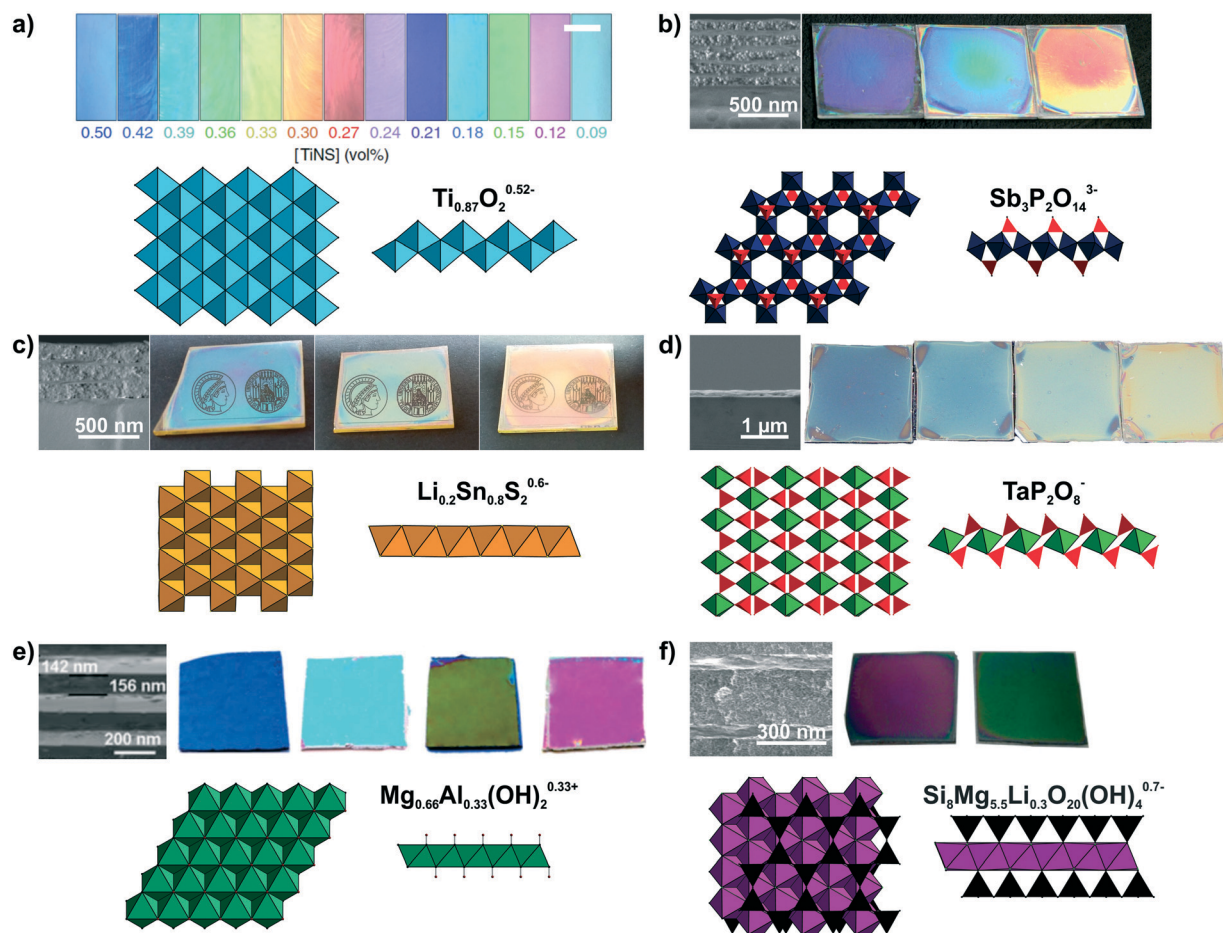 a)
0.50 0.42 0.39 0.36 0.33 0.30 0.27 0.24 0.21 0.18 0.15 0.12 0.09
[TiNS] (vol%)
Ti0.87O2^0.52-
b)
500 nm
Sb3P2O14^3-
c)
500 nm
Li0.2Sn0.8S2^0.6-
d)
1 µm
TaP2O8^-
e)
142 nm
156 nm
200 nm
Mg0.66Al0.33(OH)2^0.33+
f)
300 nm
Si8Mg5.5Li0.3O20(OH)4^0.7-